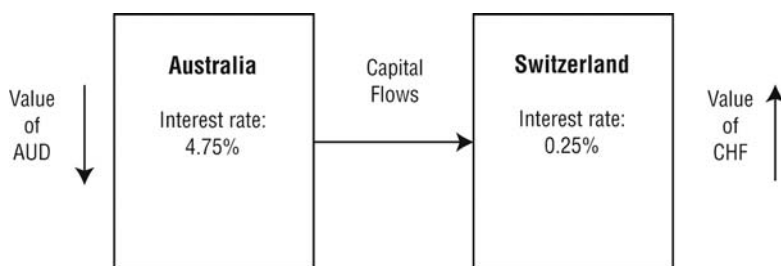 Value
of
AUD
Australia
Interest rate:
4.75%
Capital
Flows
Switzerland
Interest rate:
0.25%
Value
of
CHF